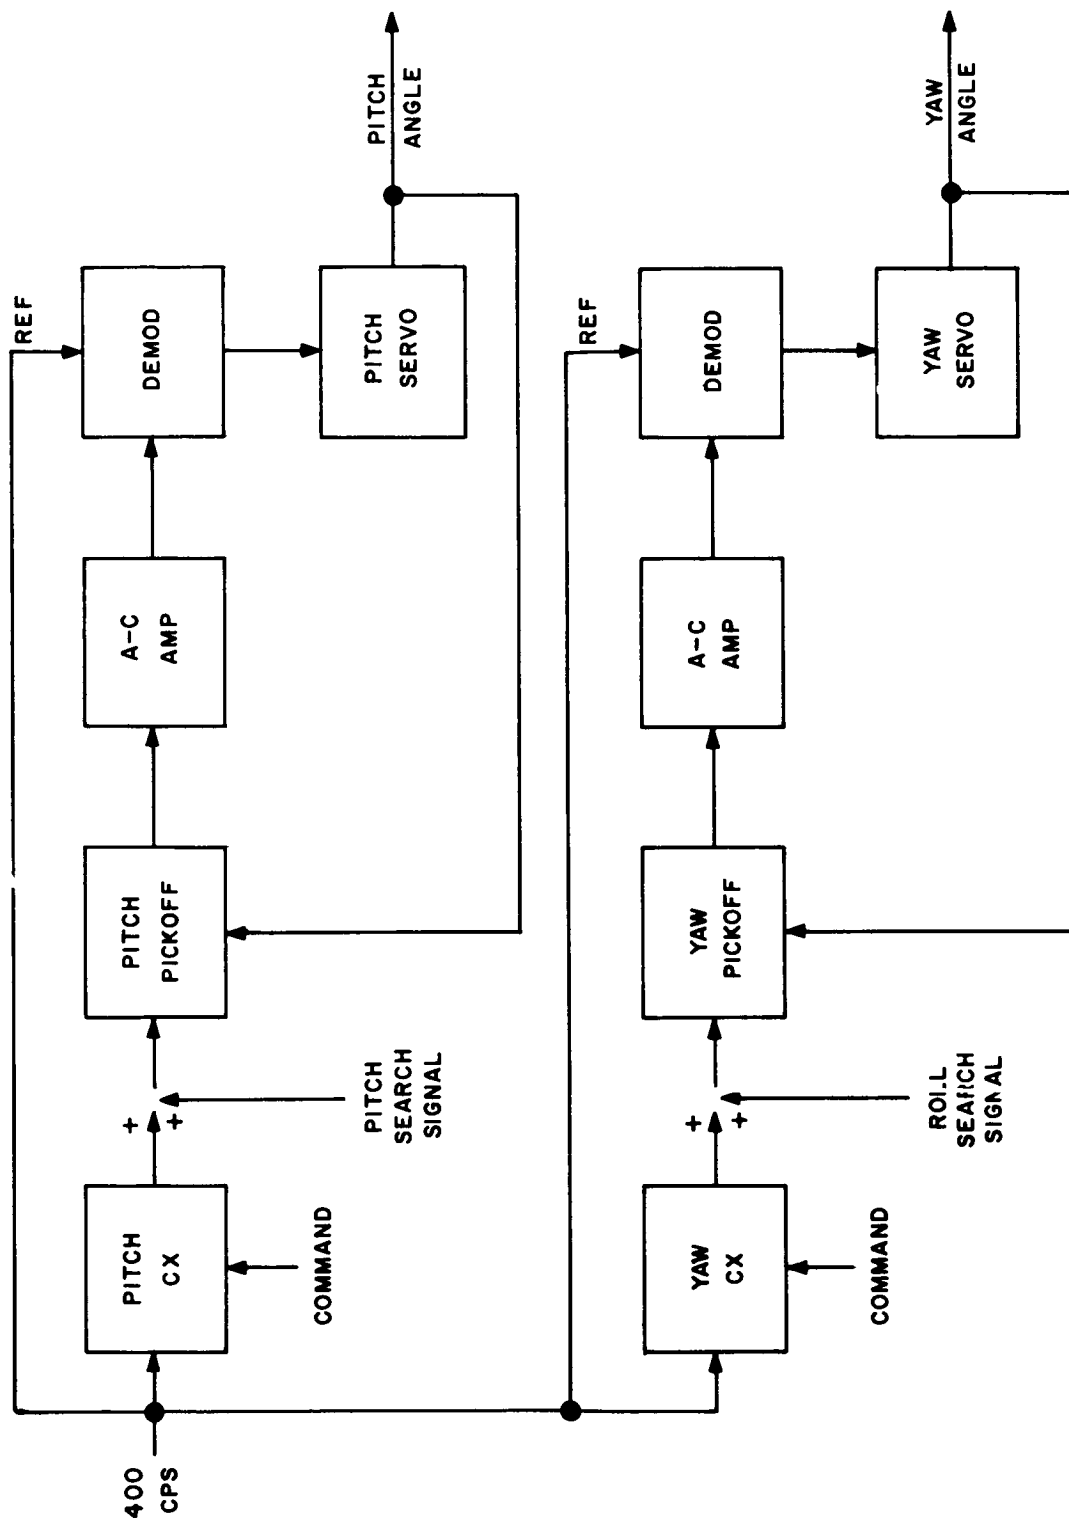 400
CPS
PITCH
CX
COMMAND
+
+
PITCH
SEARCH
SIGNAL
PITCH
PICKOFF
A-C
AMP
REF
DEMOD
PITCH
SERVO
PITCH
ANGLE
YAW
CX
COMMAND
+
+
ROLL
SEARCH
SIGNAL
YAW
PICKOFF
A-C
AMP
REF
DEMOD
YAW
SERVO
YAW
ANGLE